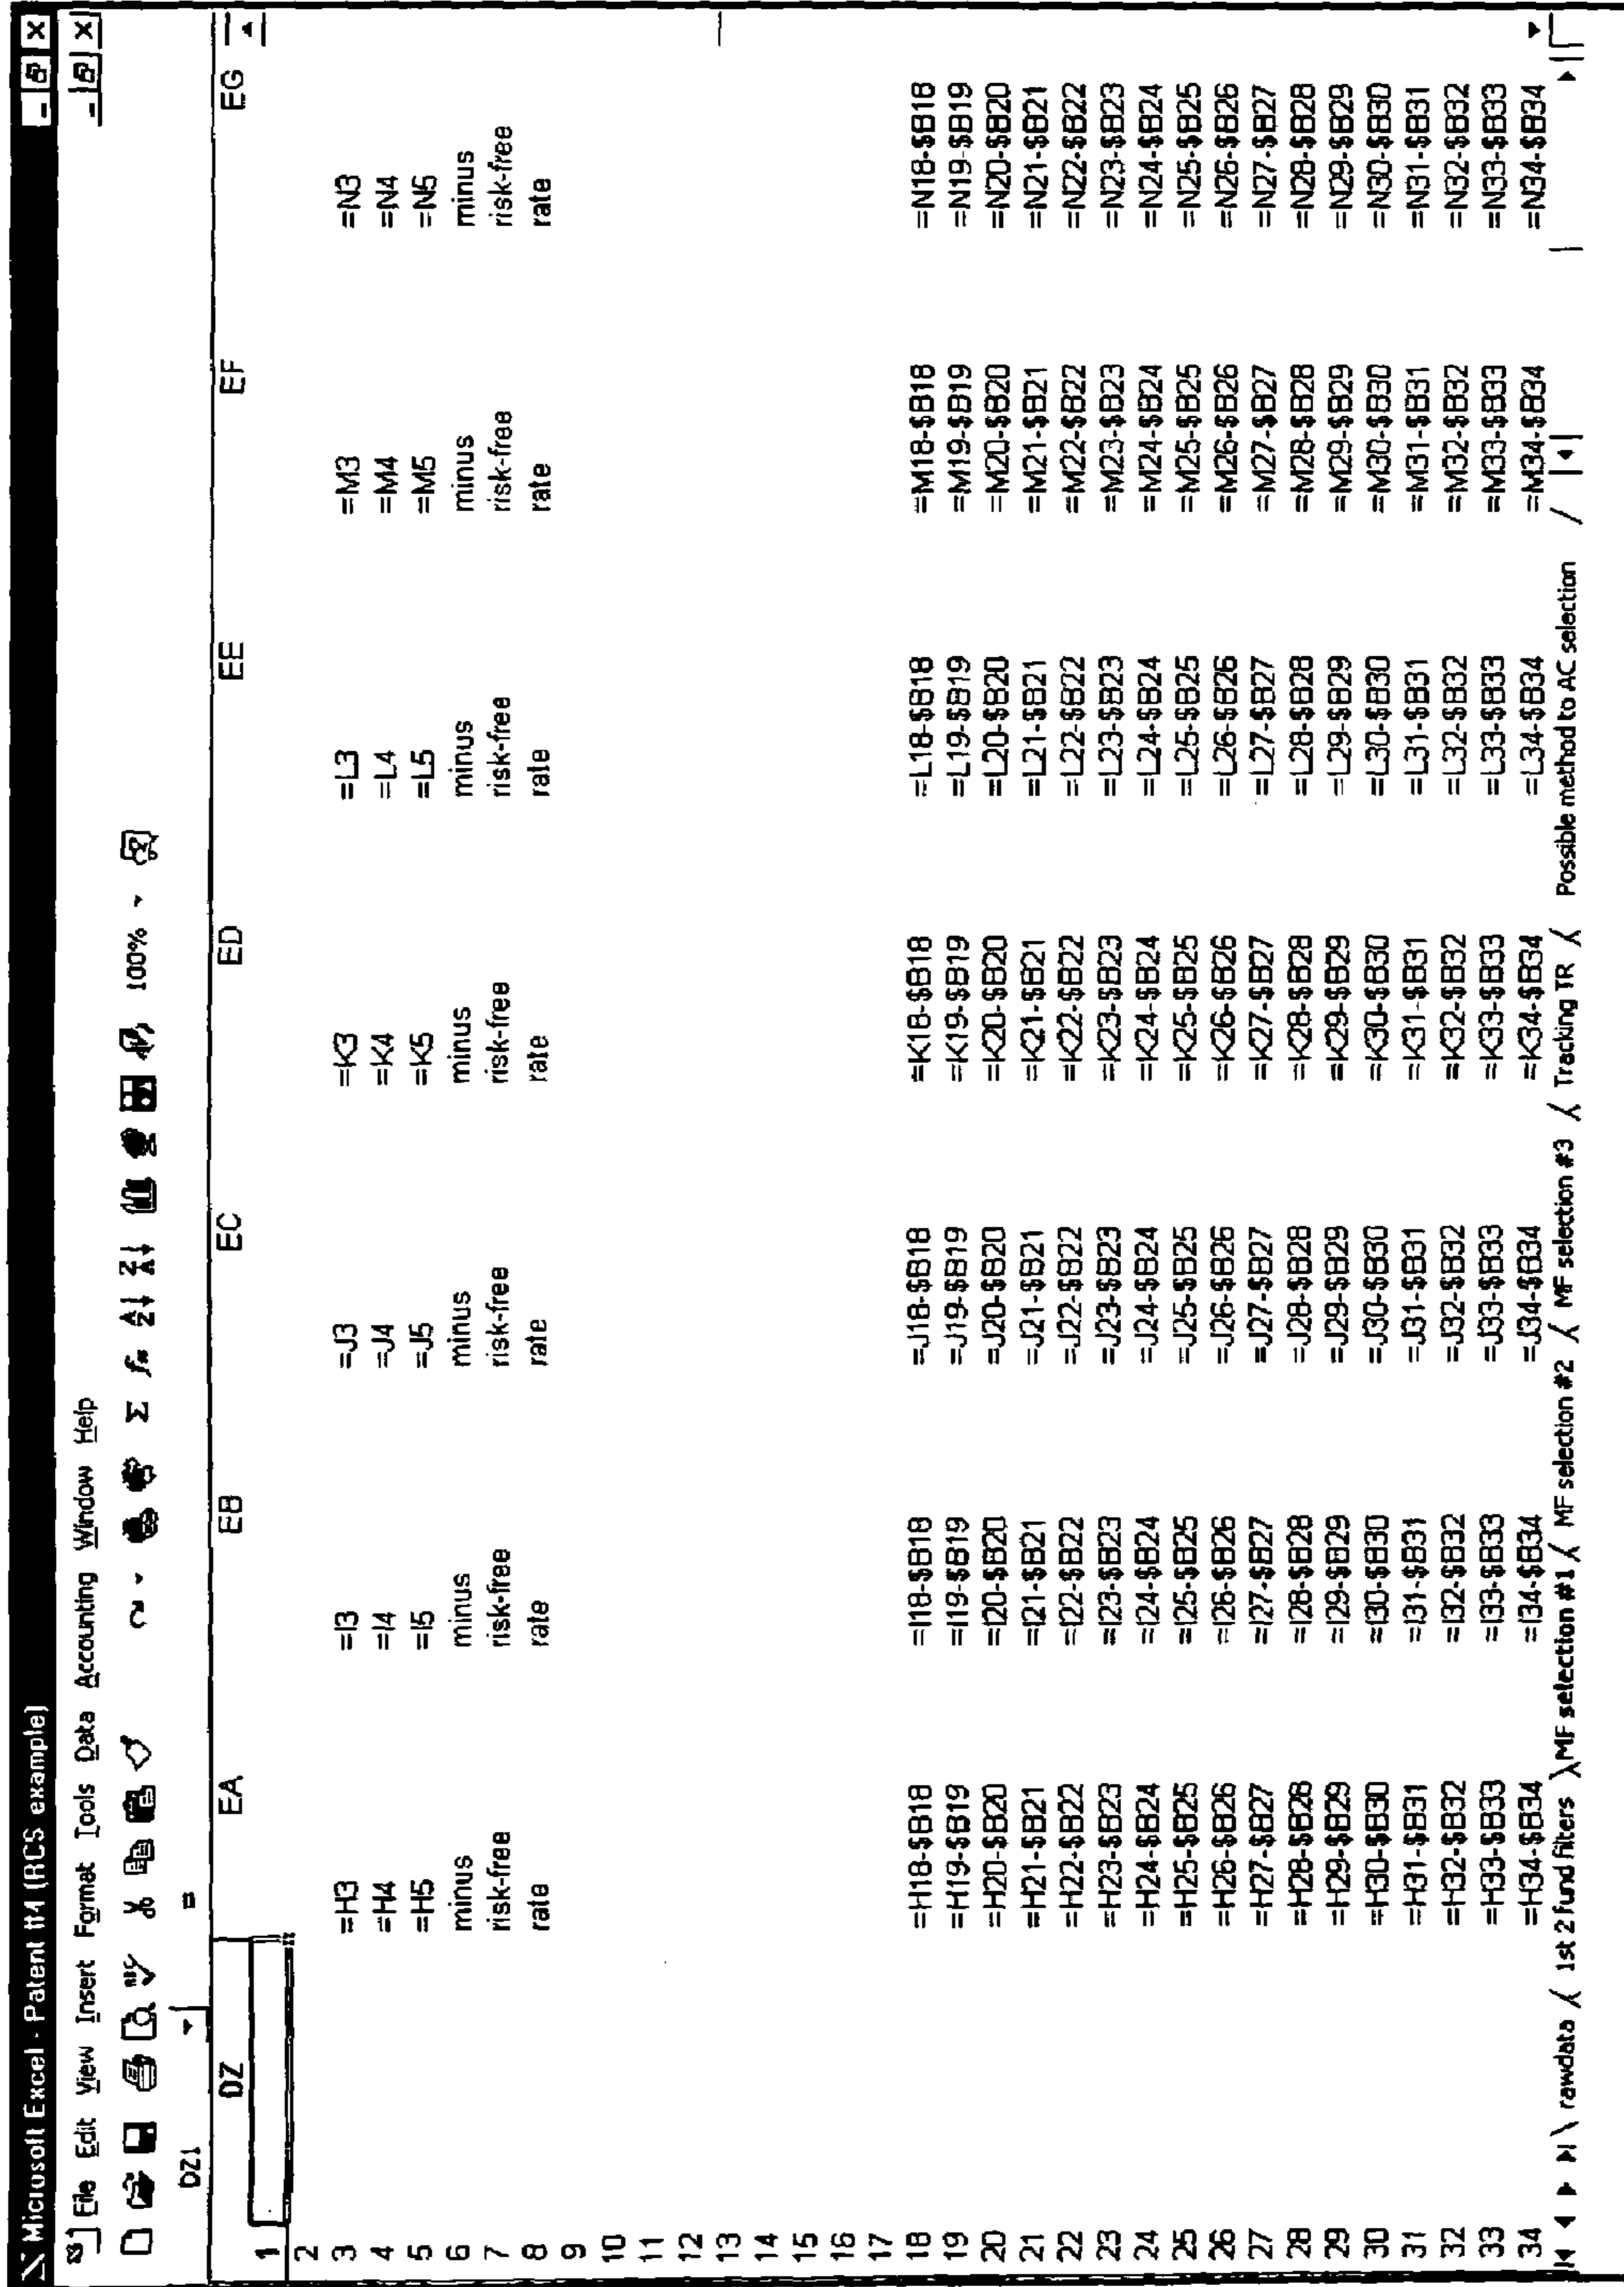 Microsoft Excel - Patent #4 (RCS example)
File Edit View Insert Format Tools Data Accounting Window Help
100%
DZ1 =
DZ EA EB EC ED EE EF EG
1
2
3 =H3 =I3 =J3 =K3 =L3 =M3 =N3
4 =H4 =I4 =J4 =K4 =L4 =M4 =N4
5 =H5 =I5 =J5 =K5 =L5 =M5 =N5
6 minus minus minus minus minus minus minus
7 risk-free risk-free risk-free risk-free risk-free risk-free risk-free
8 rate rate rate rate rate rate rate
9
10
11
12
13
14
15
16
17
18 =H18-$B18 =I18-$B18 =J18-$B18 =K18-$B18 =L18-$B18 =M18-$B18 =N18-$B18
19 =H19-$B19 =I19-$B19 =J19-$B19 =K19-$B19 =L19-$B19 =M19-$B19 =N19-$B19
20 =H20-$B20 =I20-$B20 =J20-$B20 =K20-$B20 =L20-$B20 =M20-$B20 =N20-$B20
21 =H21-$B21 =I21-$B21 =J21-$B21 =K21-$B21 =L21-$B21 =M21-$B21 =N21-$B21
22 =H22-$B22 =I22-$B22 =J22-$B22 =K22-$B22 =L22-$B22 =M22-$B22 =N22-$B22
23 =H23-$B23 =I23-$B23 =J23-$B23 =K23-$B23 =L23-$B23 =M23-$B23 =N23-$B23
24 =H24-$B24 =I24-$B24 =J24-$B24 =K24-$B24 =L24-$B24 =M24-$B24 =N24-$B24
25 =H25-$B25 =I25-$B25 =J25-$B25 =K25-$B25 =L25-$B25 =M25-$B25 =N25-$B25
26 =H26-$B26 =I26-$B26 =J26-$B26 =K26-$B26 =L26-$B26 =M26-$B26 =N26-$B26
27 =H27-$B27 =I27-$B27 =J27-$B27 =K27-$B27 =L27-$B27 =M27-$B27 =N27-$B27
28 =H28-$B28 =I28-$B28 =J28-$B28 =K28-$B28 =L28-$B28 =M28-$B28 =N28-$B28
29 =H29-$B29 =I29-$B29 =J29-$B29 =K29-$B29 =L29-$B29 =M29-$B29 =N29-$B29
30 =H30-$B30 =I30-$B30 =J30-$B30 =K30-$B30 =L30-$B30 =M30-$B30 =N30-$B30
31 =H31-$B31 =I31-$B31 =J31-$B31 =K31-$B31 =L31-$B31 =M31-$B31 =N31-$B31
32 =H32-$B32 =I32-$B32 =J32-$B32 =K32-$B32 =L32-$B32 =M32-$B32 =N32-$B32
33 =H33-$B33 =I33-$B33 =J33-$B33 =K33-$B33 =L33-$B33 =M33-$B33 =N33-$B33
34 =H34-$B34 =I34-$B34 =J34-$B34 =K34-$B34 =L34-$B34 =M34-$B34 =N34-$B34
rawdata / 1st 2 fund filters \ MF selection #1 / MF selection #2 / MF selection #3 / Tracking TR / Possible method to AC selection /